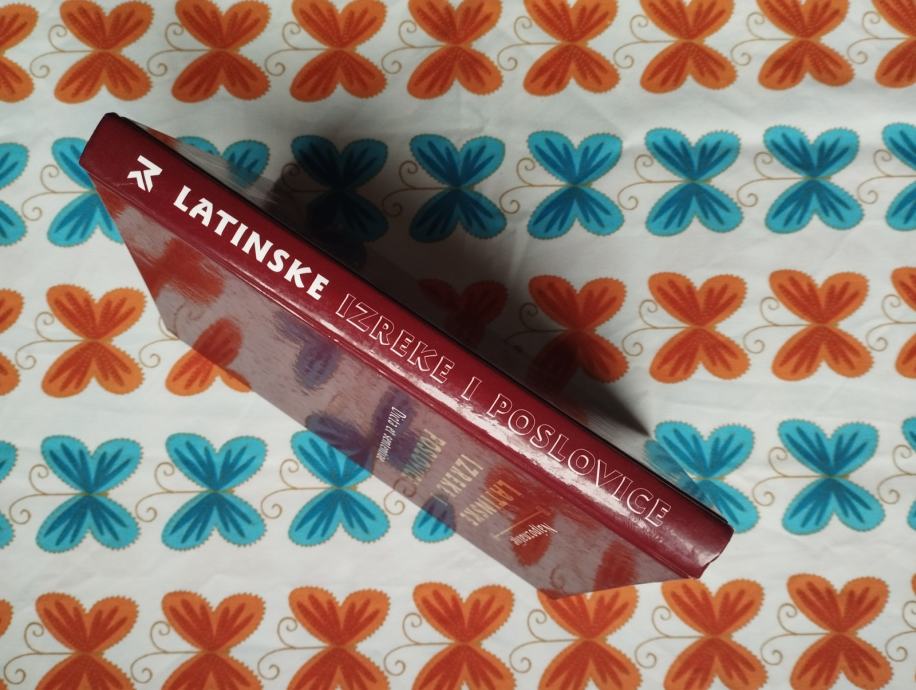 LATINSKE IZREKE I POSLOVICE
LATINSKE
IZREKE I
POSLOVICE
Dicta et sententiae